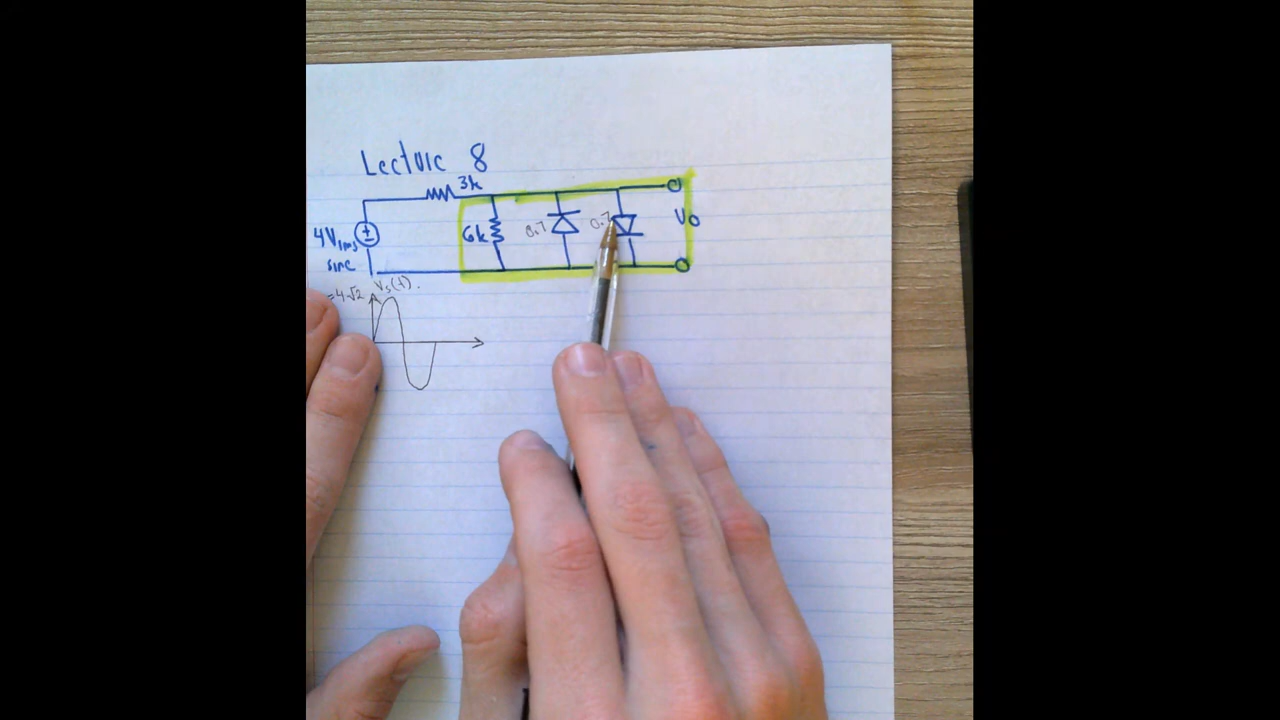 Lecture 8
3k
4Vrms
sine
6k
0.7
0.7
Vo
=4√2
Vs(t).